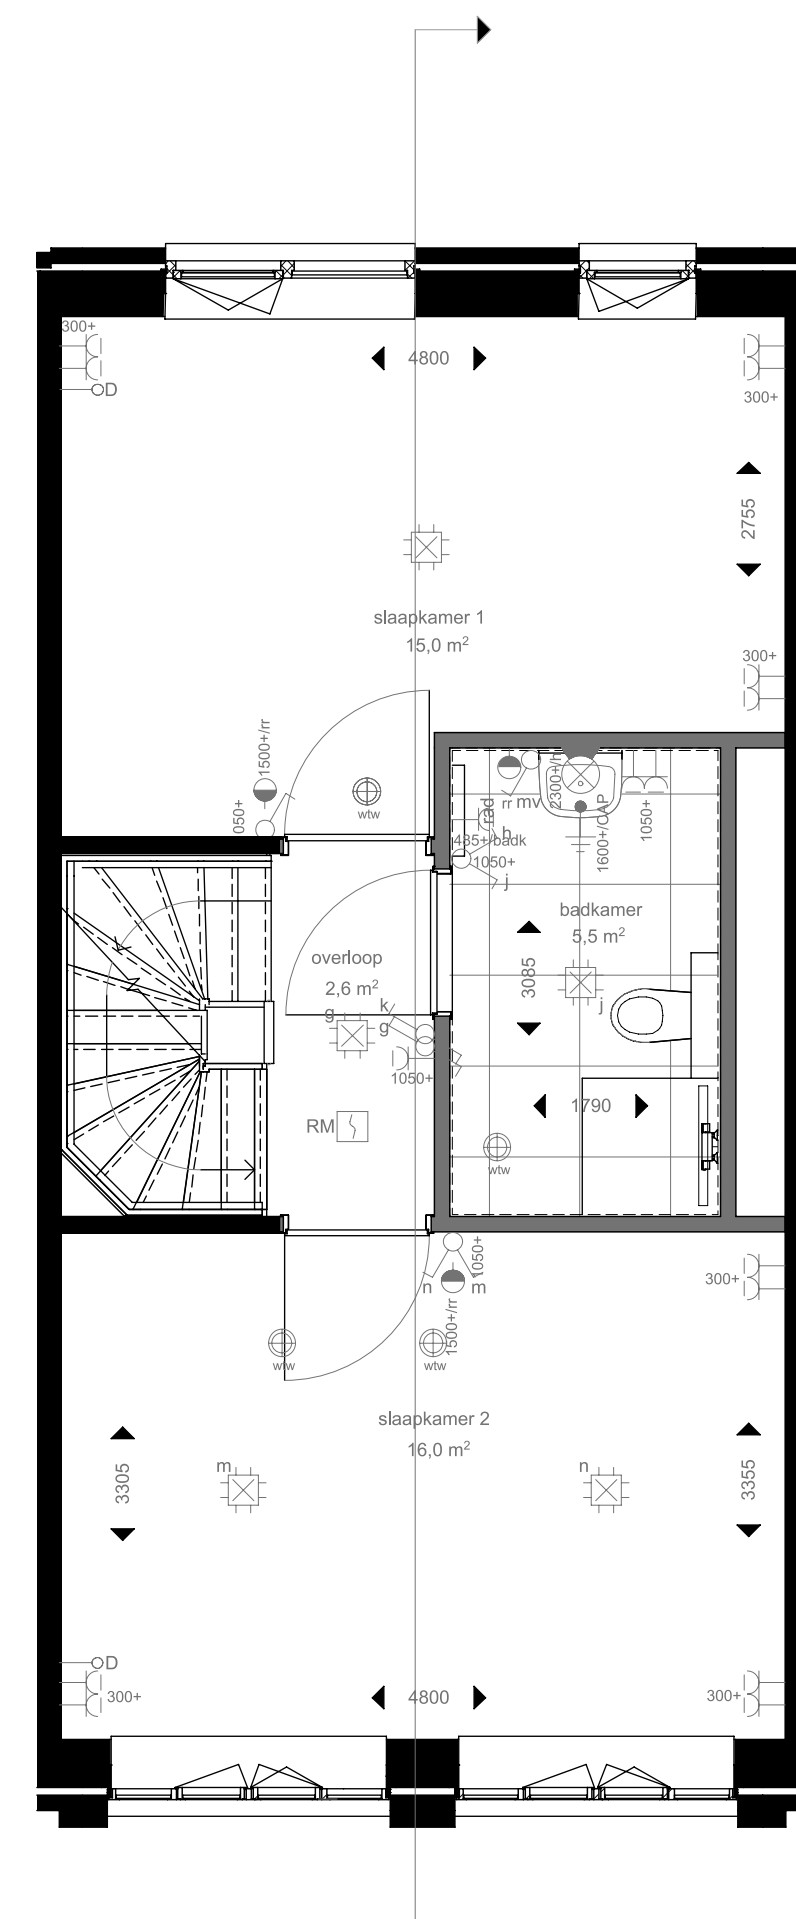 300+
D
4800
300+
2755
slaapkamer 1
15,0 m²
300+
1500+/rr
050+
wtw
rr
mv
2300+/h
rad
h
485+/badk
1050+
j
1600+/CAP
1050+
badkamer
5,5 m²
overloop
2,6 m²
3085
g
k
g
j
1050+
1790
RM
wtw
1050+
n
m
300+
1500+/rr
wtw
wtw
slaapkamer 2
16,0 m²
m
n
3305
3355
D
300+
4800
300+